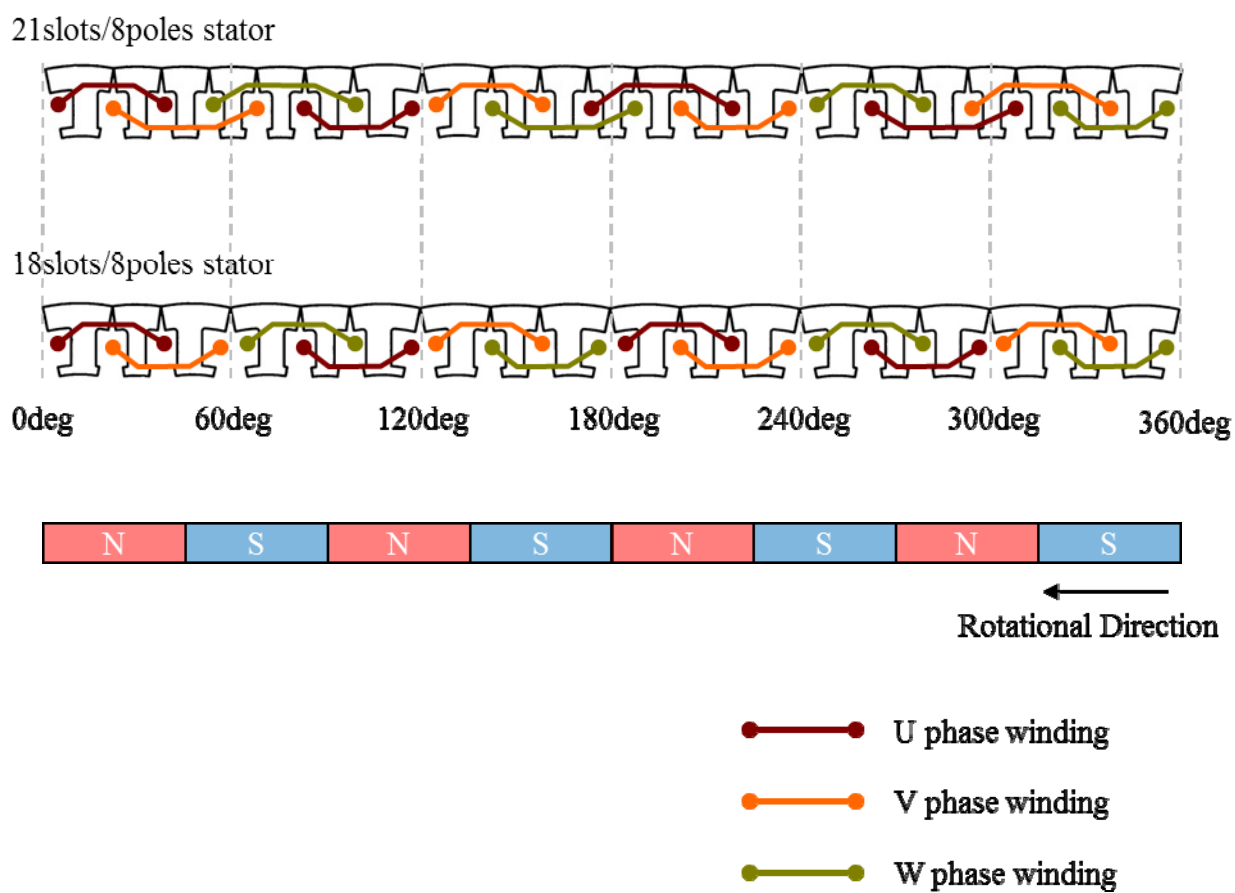 21slots/8poles stator
18slots/8poles stator
0deg 60deg 120deg 180deg 240deg 300deg 360deg
N S N S N S N S
Rotational Direction
U phase winding
V phase winding
W phase winding